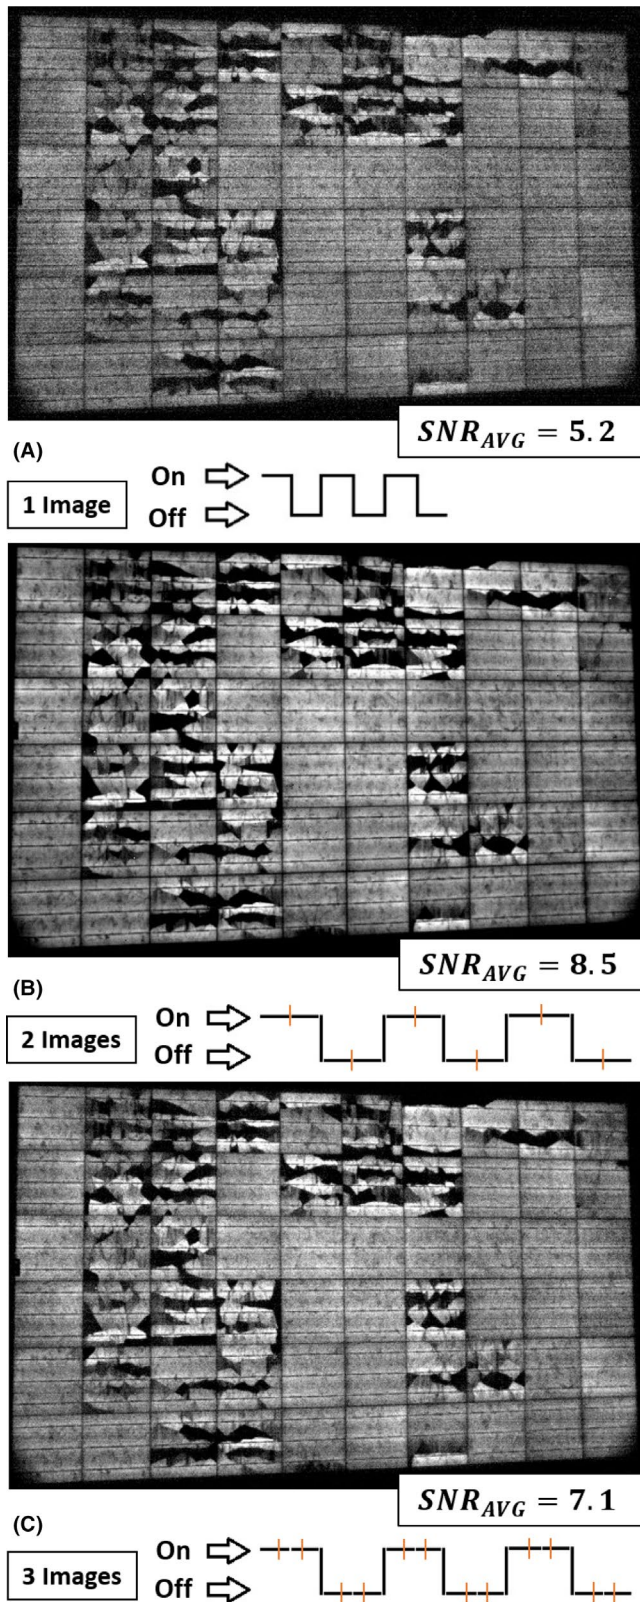 SNR_AVG = 5.2
(A)
On
1 Image
Off
SNR_AVG = 8.5
(B)
On
2 Images
Off
SNR_AVG = 7.1
(C)
On
3 Images
Off